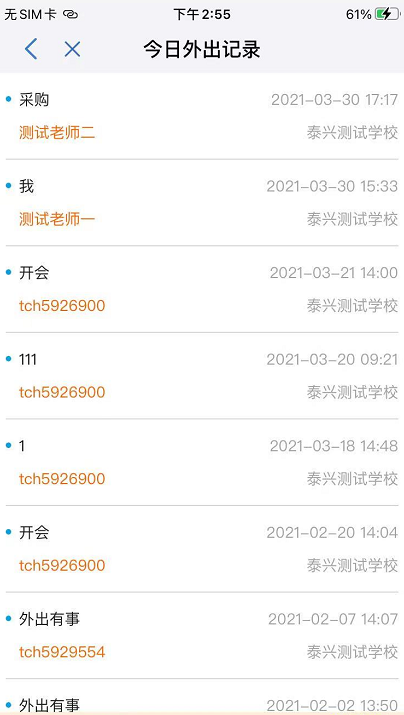 无SIM卡 下午2:55 61%
今日外出记录
采购 2021-03-30 17:17
测试老师二 泰兴测试学校
我 2021-03-30 15:33
测试老师一 泰兴测试学校
开会 2021-03-21 14:00
tch5926900 泰兴测试学校
111 2021-03-20 09:21
tch5926900 泰兴测试学校
1 2021-03-18 14:48
tch5926900 泰兴测试学校
开会 2021-02-20 14:04
tch5926900 泰兴测试学校
外出有事 2021-02-07 14:07
tch5929554 泰兴测试学校
外出有事 2021-02-02 13:50